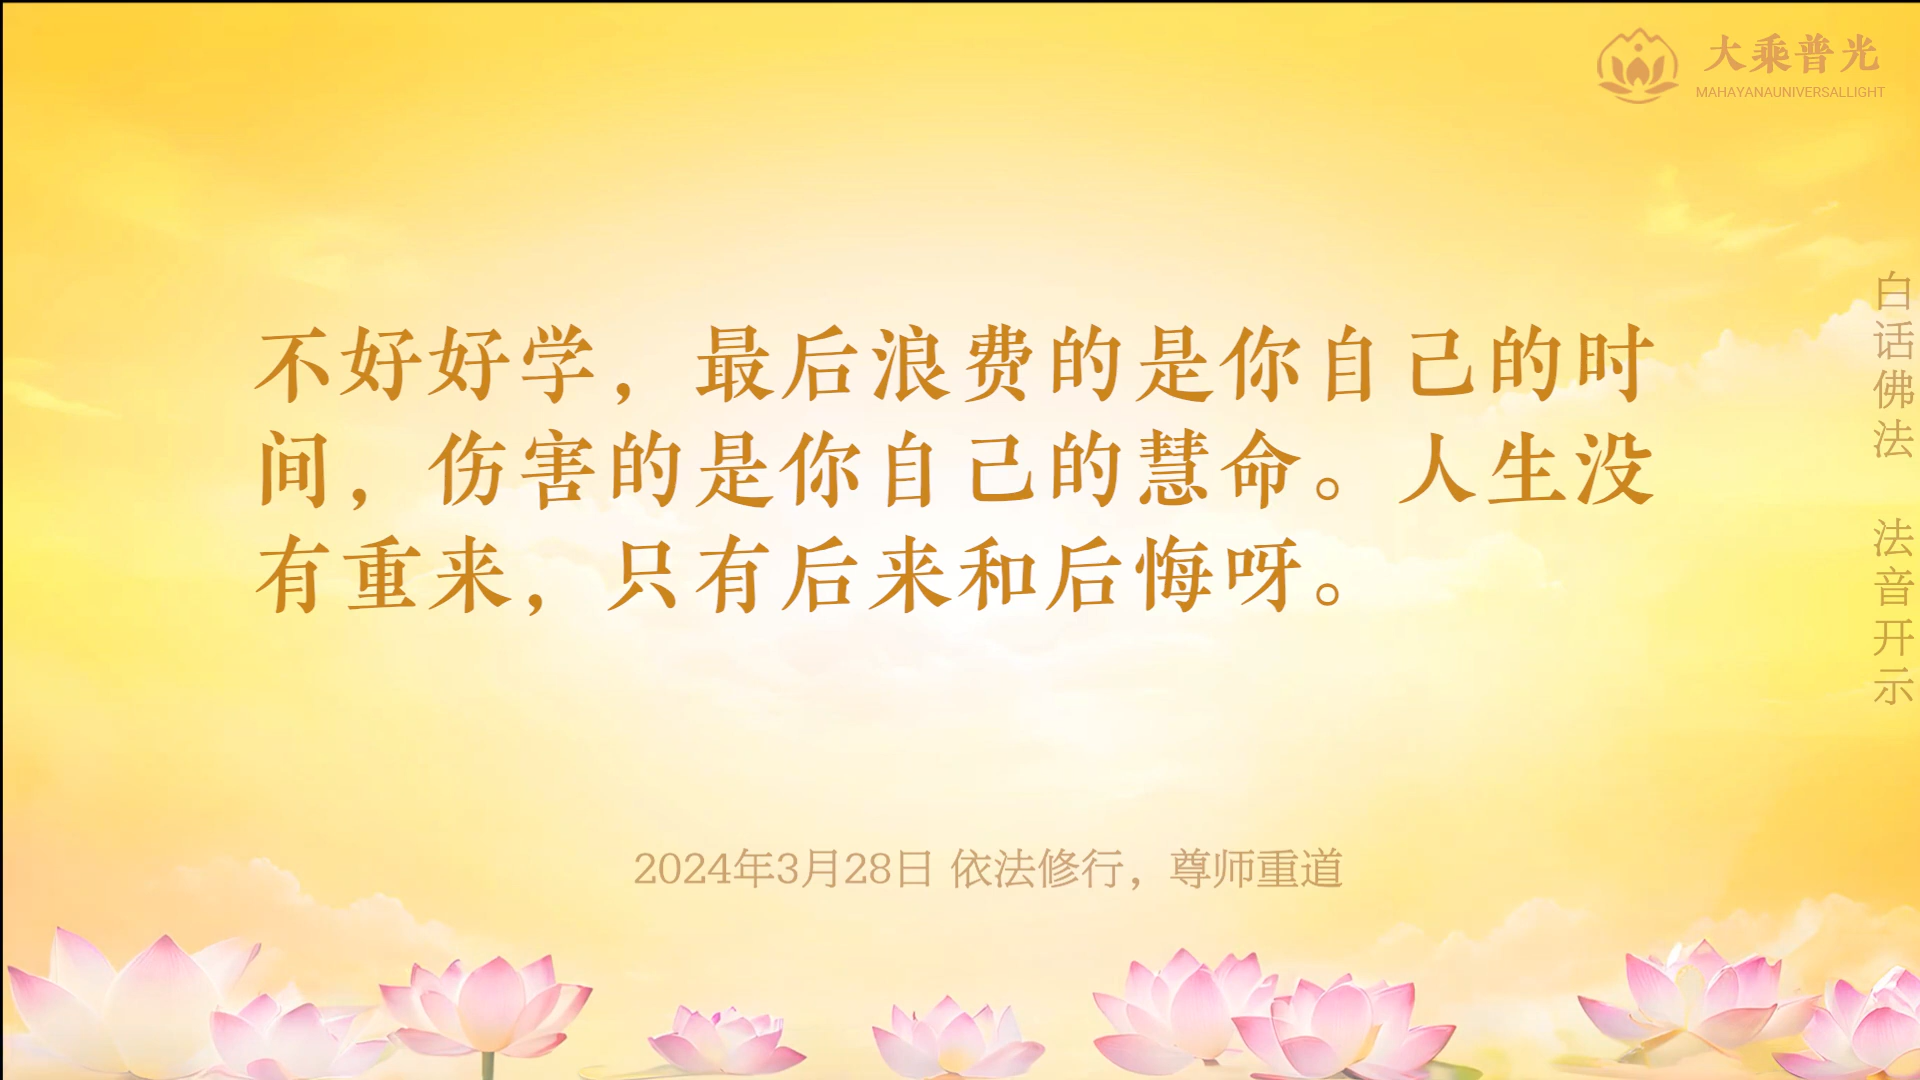 大乘普光
MAHAYANAUNIVERSALLIGHT
不好好学，最后浪费的是你自己的时
间，伤害的是你自己的慧命。人生没
有重来，只有后来和后悔呀。
白话佛法 法音开示
2024年3月28日 依法修行，尊师重道